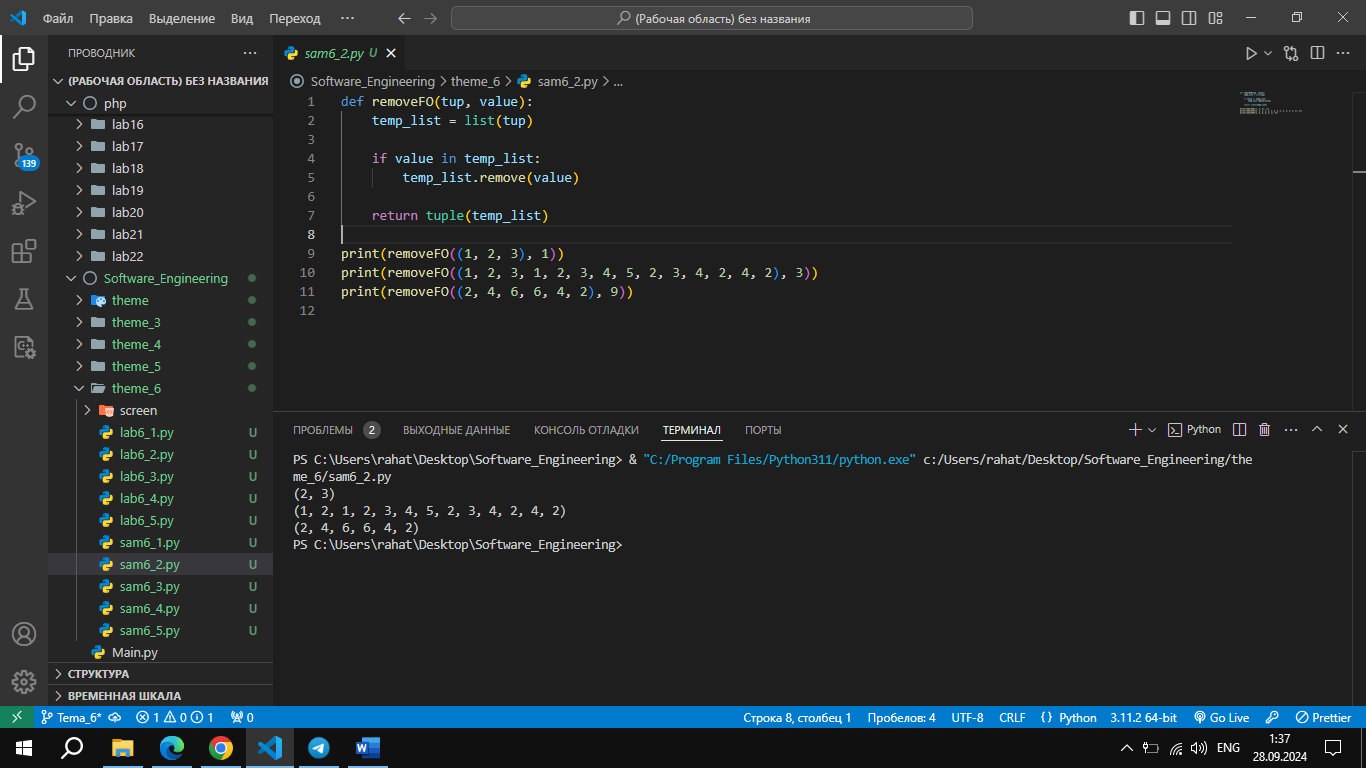 Файл Правка Выделение Вид Переход ··· (Рабочая область) без названия
ПРОВОДНИК ···
(РАБОЧАЯ ОБЛАСТЬ) БЕЗ НАЗВАНИЯ
php
lab16
lab17
lab18
lab19
lab20
lab21
lab22
Software_Engineering
theme
theme_3
theme_4
theme_5
theme_6
screen
lab6_1.py U
lab6_2.py U
lab6_3.py U
lab6_4.py U
lab6_5.py U
sam6_1.py U
sam6_2.py U
sam6_3.py U
sam6_4.py U
sam6_5.py U
Main.py
СТРУКТУРА
ВРЕМЕННАЯ ШКАЛА
139
sam6_2.py U
Software_Engineering > theme_6 > sam6_2.py > ...
1 def removeFO(tup, value):
2 temp_list = list(tup)
3
4 if value in temp_list:
5 temp_list.remove(value)
6
7 return tuple(temp_list)
8
9 print(removeFO((1, 2, 3), 1))
10 print(removeFO((1, 2, 3, 1, 2, 3, 4, 5, 2, 3, 4, 2, 4, 2), 3))
11 print(removeFO((2, 4, 6, 6, 4, 2), 9))
12
ПРОБЛЕМЫ 2 ВЫХОДНЫЕ ДАННЫЕ КОНСОЛЬ ОТЛАДКИ ТЕРМИНАЛ ПОРТЫ Python
PS C:\Users\rahat\Desktop\Software_Engineering> & "C:/Program Files/Python311/python.exe" c:/Users/rahat/Desktop/Software_Engineering/the
me_6/sam6_2.py
(2, 3)
(1, 2, 1, 2, 3, 4, 5, 2, 3, 4, 2, 4, 2)
(2, 4, 6, 6, 4, 2)
PS C:\Users\rahat\Desktop\Software_Engineering>
Tema_6* 1 0 1 0 Строка 8, столбец 1 Пробелов: 4 UTF-8 CRLF Python 3.11.2 64-bit Go Live Prettier
ENG 1:37
28.09.2024